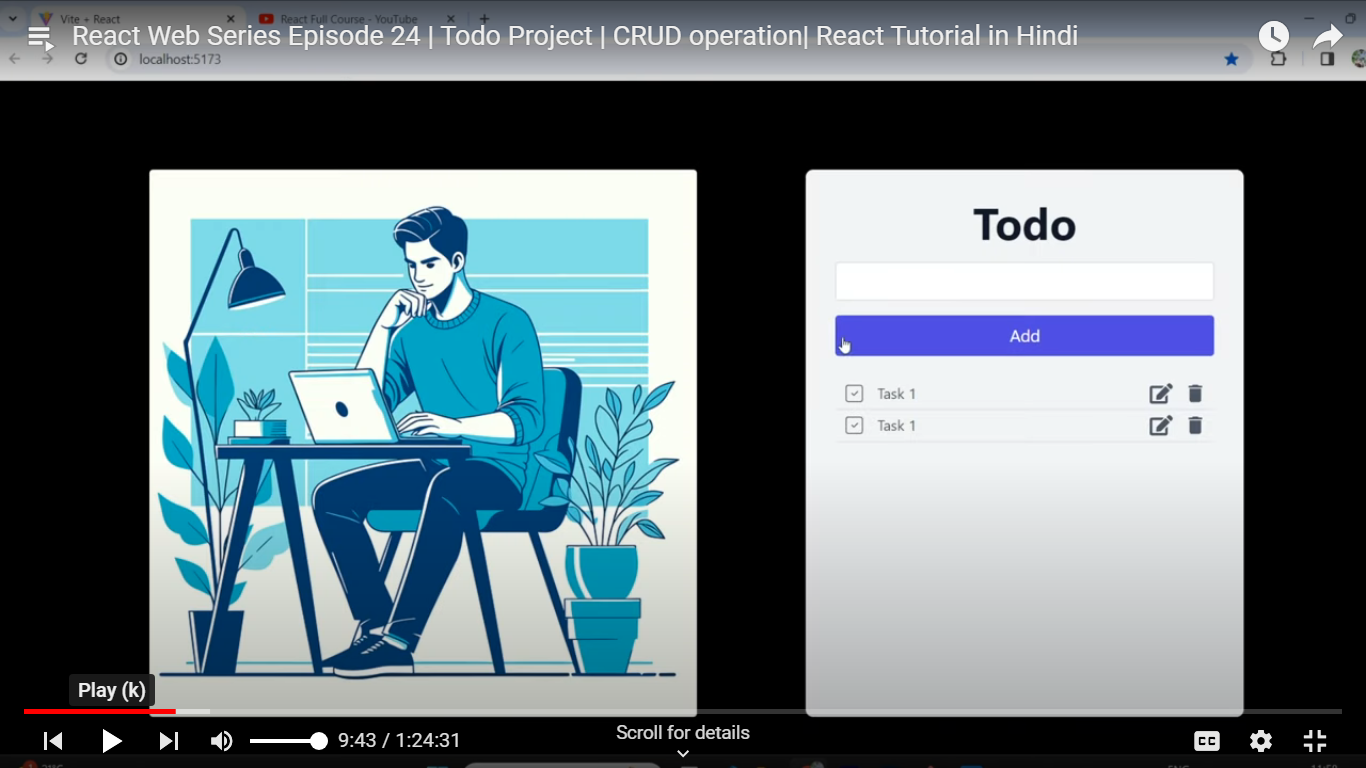 Vite + React
React Full Course - YouTube
React Web Series Episode 24 | Todo Project | CRUD operation| React Tutorial in Hindi
localhost:5173
Todo
Add
Task 1
Task 1
Play (k)
9:43 / 1:24:31
Scroll for details
CC